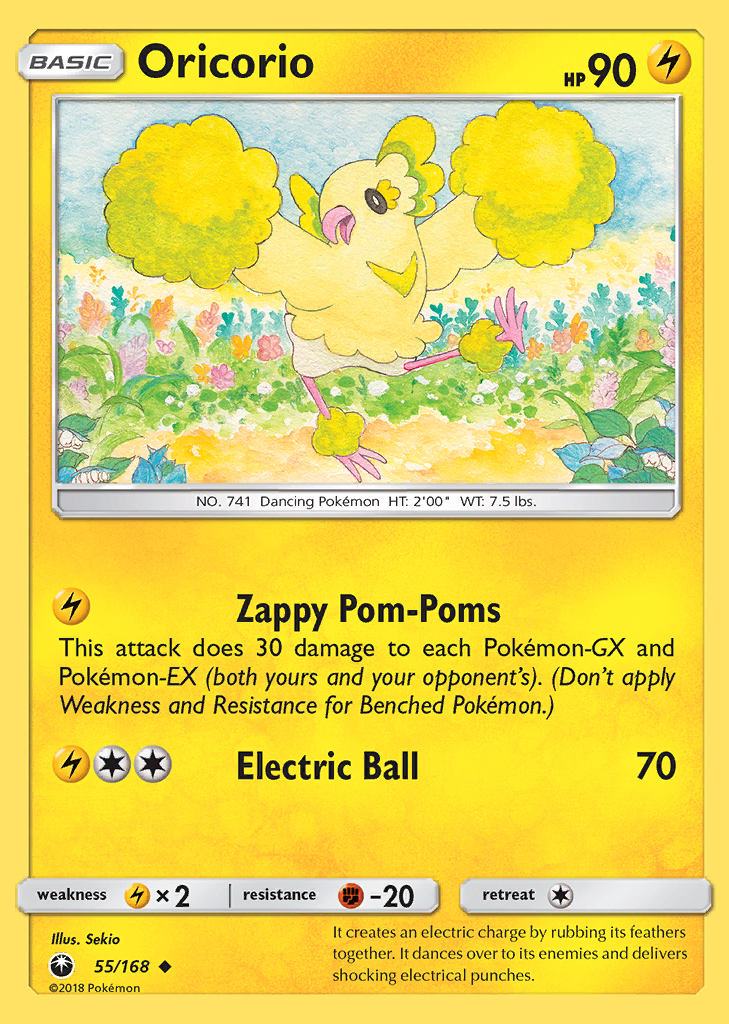 BASIC
Oricorio
HP 90
NO. 741 Dancing Pokémon HT: 2'00" WT: 7.5 lbs.
Zappy Pom-Poms
This attack does 30 damage to each Pokémon-GX and
Pokémon-EX (both yours and your opponent's). (Don't apply
Weakness and Resistance for Benched Pokémon.)
Electric Ball 70
weakness ×2 resistance -20 retreat
Illus. Sekio
55/168
©2018 Pokémon
It creates an electric charge by rubbing its feathers
together. It dances over to its enemies and delivers
shocking electrical punches.